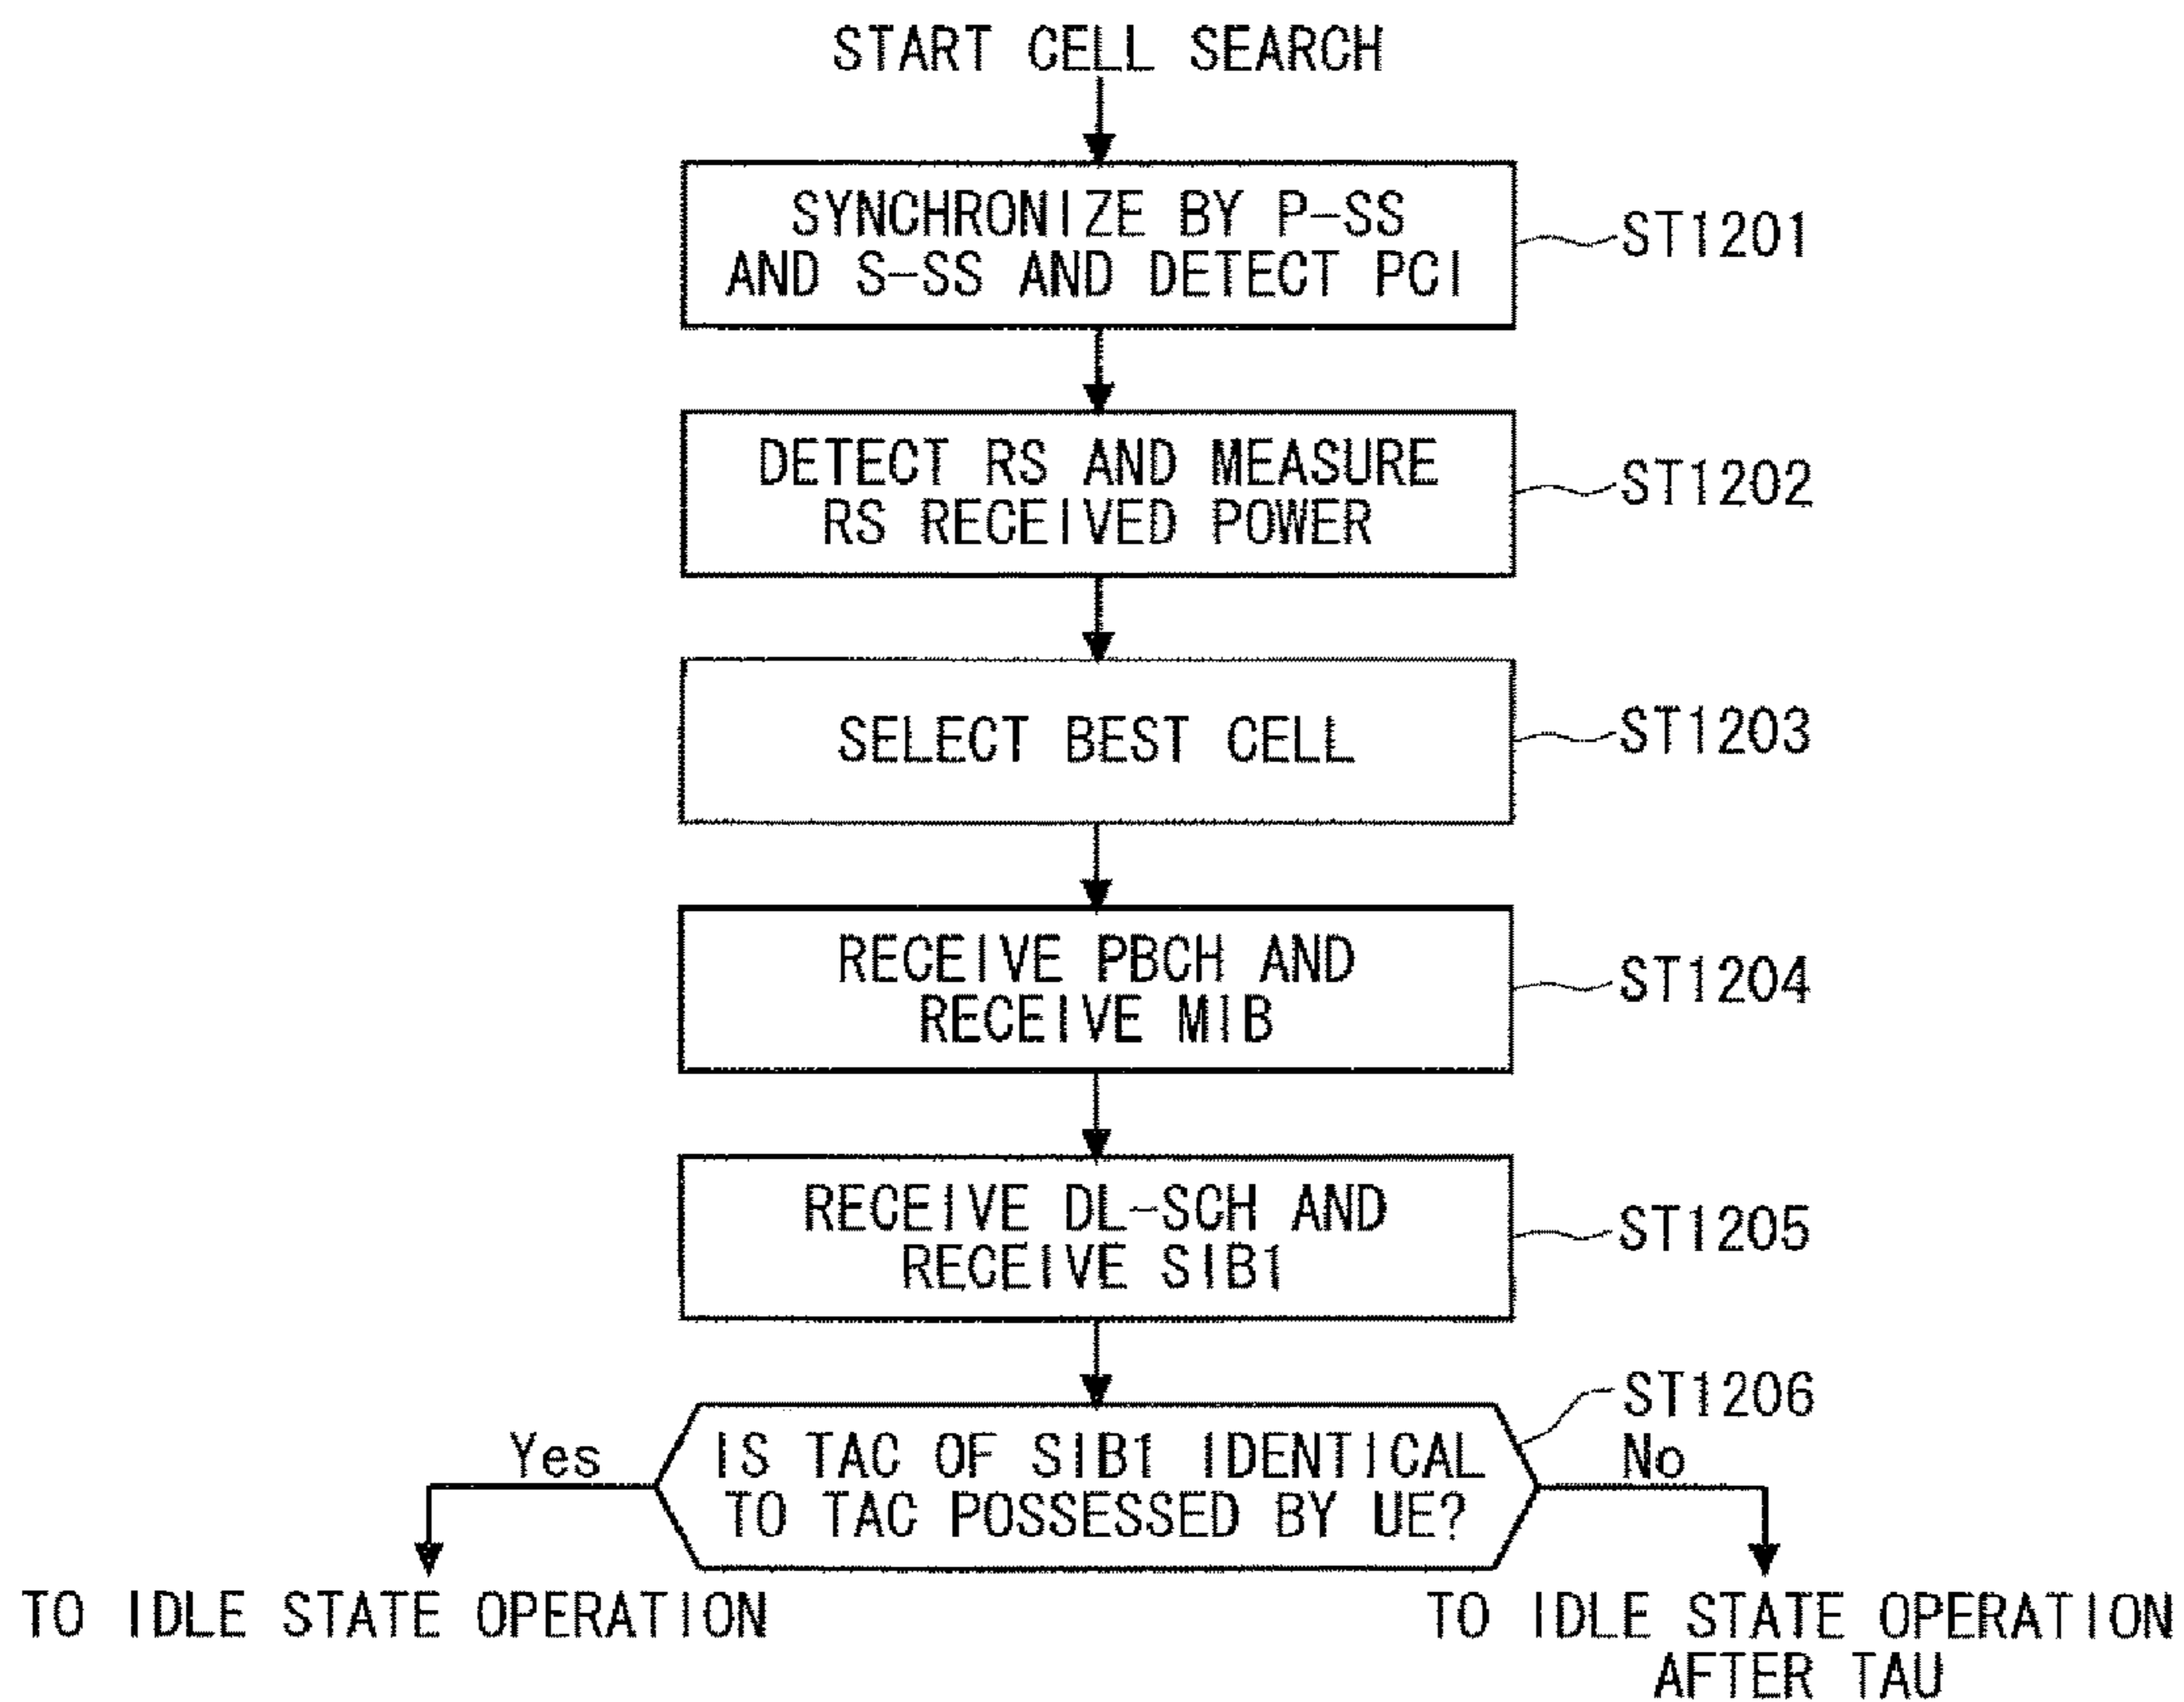 START CELL SEARCH
SYNCHRONIZE BY P-SS
AND S-SS AND DETECT PCI
ST1201
DETECT RS AND MEASURE
RS RECEIVED POWER
ST1202
SELECT BEST CELL
ST1203
RECEIVE PBCH AND
RECEIVE MIB
ST1204
RECEIVE DL-SCH AND
RECEIVE SIB1
ST1205
ST1206
Yes
IS TAC OF SIB1 IDENTICAL
TO TAC POSSESSED BY UE?
No
TO IDLE STATE OPERATION
TO IDLE STATE OPERATION
AFTER TAU